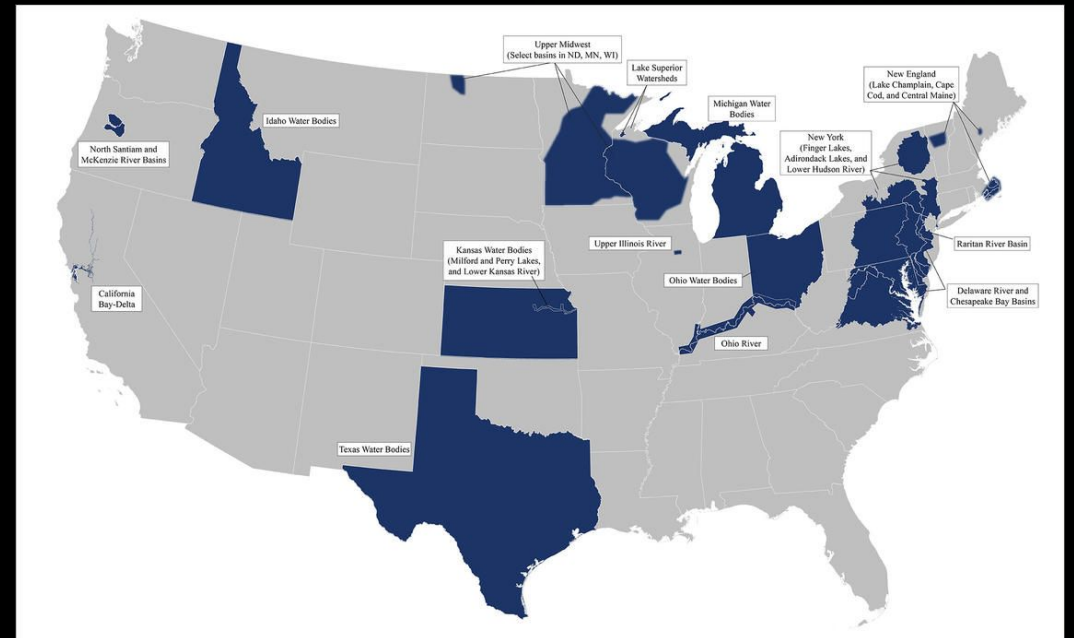 Upper Midwest
(Select basins in ND, MN, WI)
Lake Superior
Watersheds
New England
(Lake Champlain, Cape
Cod, and Central Maine)
Michigan Water
Bodies
Idaho Water Bodies
North Santiam and
McKenzie River Basins
New York
(Finger Lakes,
Adirondack Lakes, and
Lower Hudson River)
Kansas Water Bodies
(Milford and Perry Lakes,
and Lower Kansas River)
Upper Illinois River
Raritan River Basin
Ohio Water Bodies
California
Bay-Delta
Delaware River and
Chesapeake Bay Basins
Ohio River
Texas Water Bodies